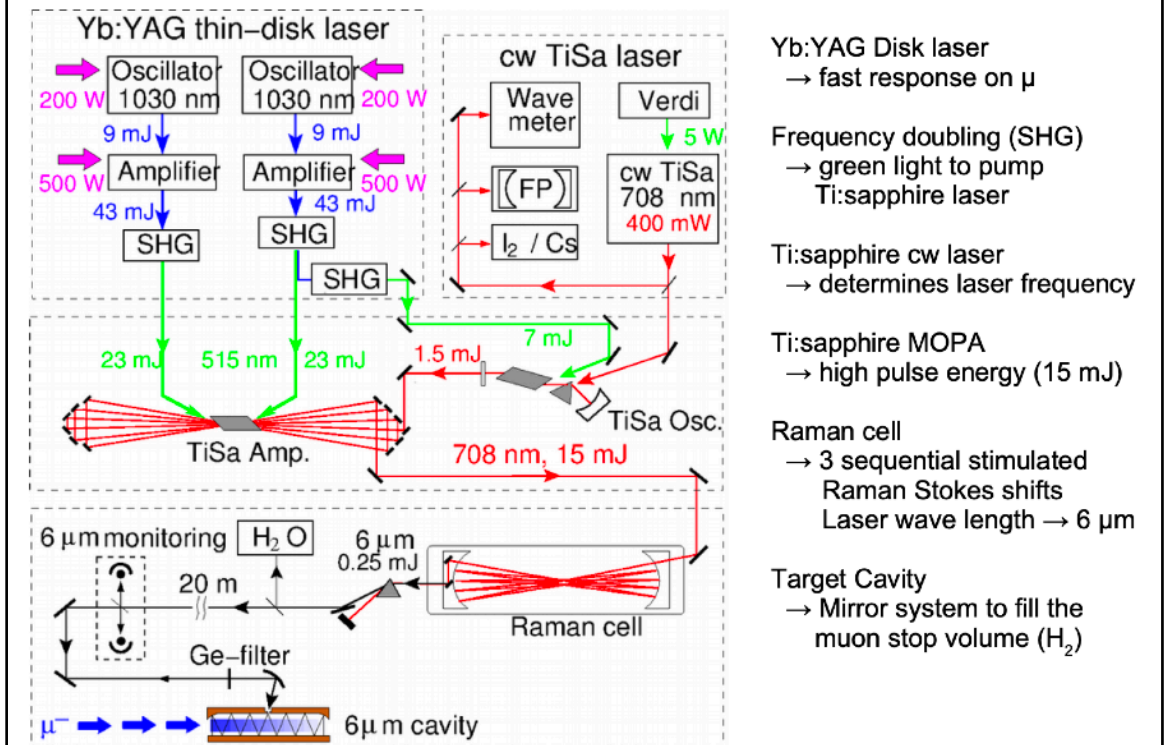 Yb:YAG thin-disk laser
Oscillator
1030 nm
Oscillator
1030 nm
200 W
200 W
9 mJ
9 mJ
500 W
Amplifier
Amplifier
500 W
43 mJ
43 mJ
SHG
SHG
SHG
cw TiSa laser
Wave
meter
Verdi
5 W
(FP)
cw TiSa
708 nm
400 mW
I₂ / Cs
23 mJ
515 nm
23 mJ
7 mJ
1.5 mJ
TiSa Osc.
TiSa Amp.
708 nm, 15 mJ
6 μm monitoring
H₂O
6 μm
0.25 mJ
20 m
Raman cell
Ge-filter
μ⁻
6 μm cavity
Yb:YAG Disk laser
→ fast response on μ
Frequency doubling (SHG)
→ green light to pump
Ti:sapphire laser
Ti:sapphire cw laser
→ determines laser frequency
Ti:sapphire MOPA
→ high pulse energy (15 mJ)
Raman cell
→ 3 sequential stimulated
Raman Stokes shifts
Laser wave length → 6 μm
Target Cavity
→ Mirror system to fill the
muon stop volume (H₂)